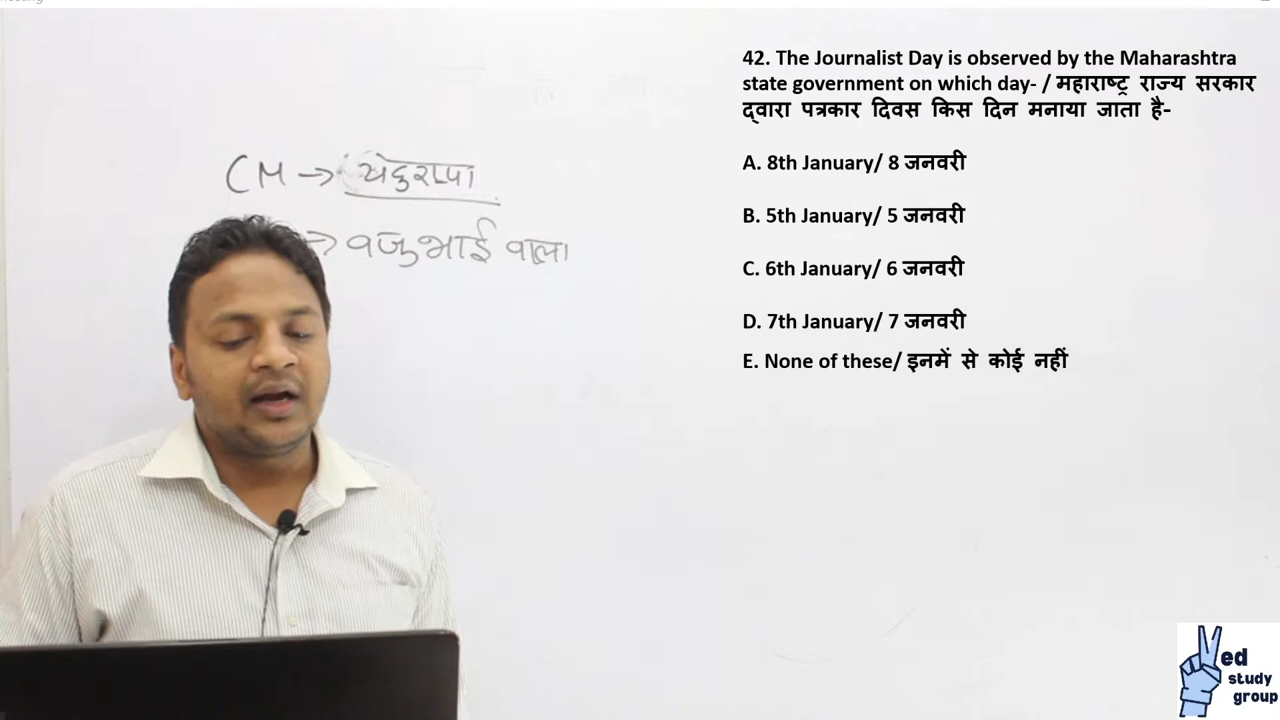 42. The Journalist Day is observed by the Maharashtra
state government on which day- / महाराष्ट्र राज्य सरकार
द्वारा पत्रकार दिवस किस दिन मनाया जाता है-
A. 8th January/ 8 जनवरी
B. 5th January/ 5 जनवरी
C. 6th January/ 6 जनवरी
D. 7th January/ 7 जनवरी
E. None of these/ इनमें से कोई नहीं
CM →
→ वजुभाई वाला
ed
study
group